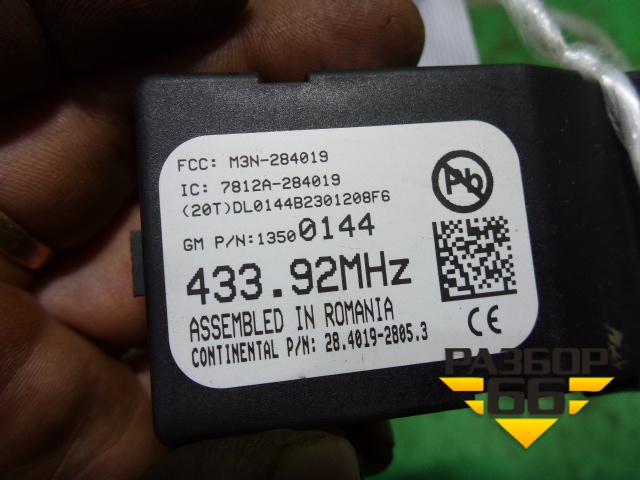 FCC: M3N-284019
IC: 7812A-284019
(20T)DL0144B2301208F6
GM P/N:13500144
433.92MHz
ASSEMBLED IN ROMANIA
CONTINENTAL P/N: 28.4019-2805.3
Pb
CE
РАЗБОР
66